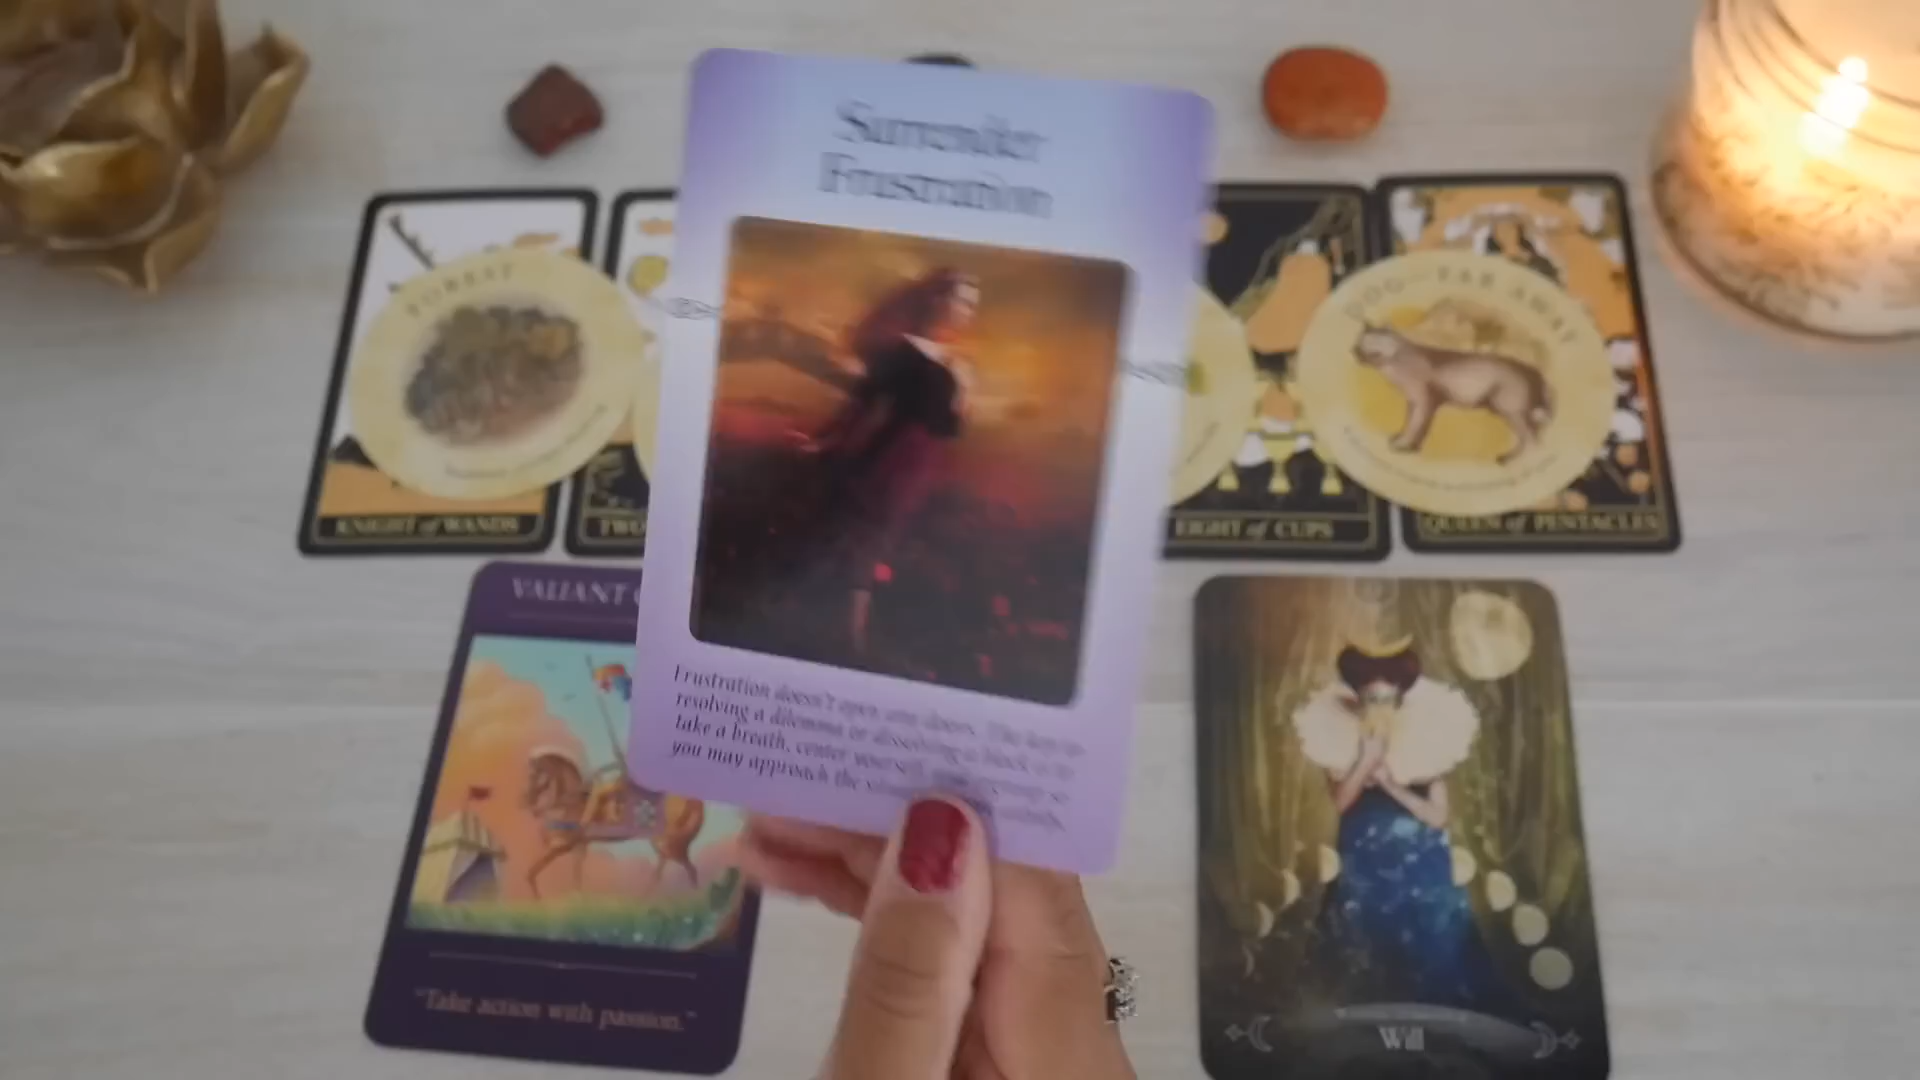 Surrender
Frustration
FOREST
DOG—FAR AWAY
KNIGHT of WANDS
TWO
EIGHT of CUPS
QUEEN of PENTACLES
VALIANT
Frustration doesn't open any doors. The key to
resolving a dilemma or dissolving a block is to
take a breath, center yourself,
you may approach the
"Take action with passion."
Will